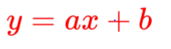 y = ax + b